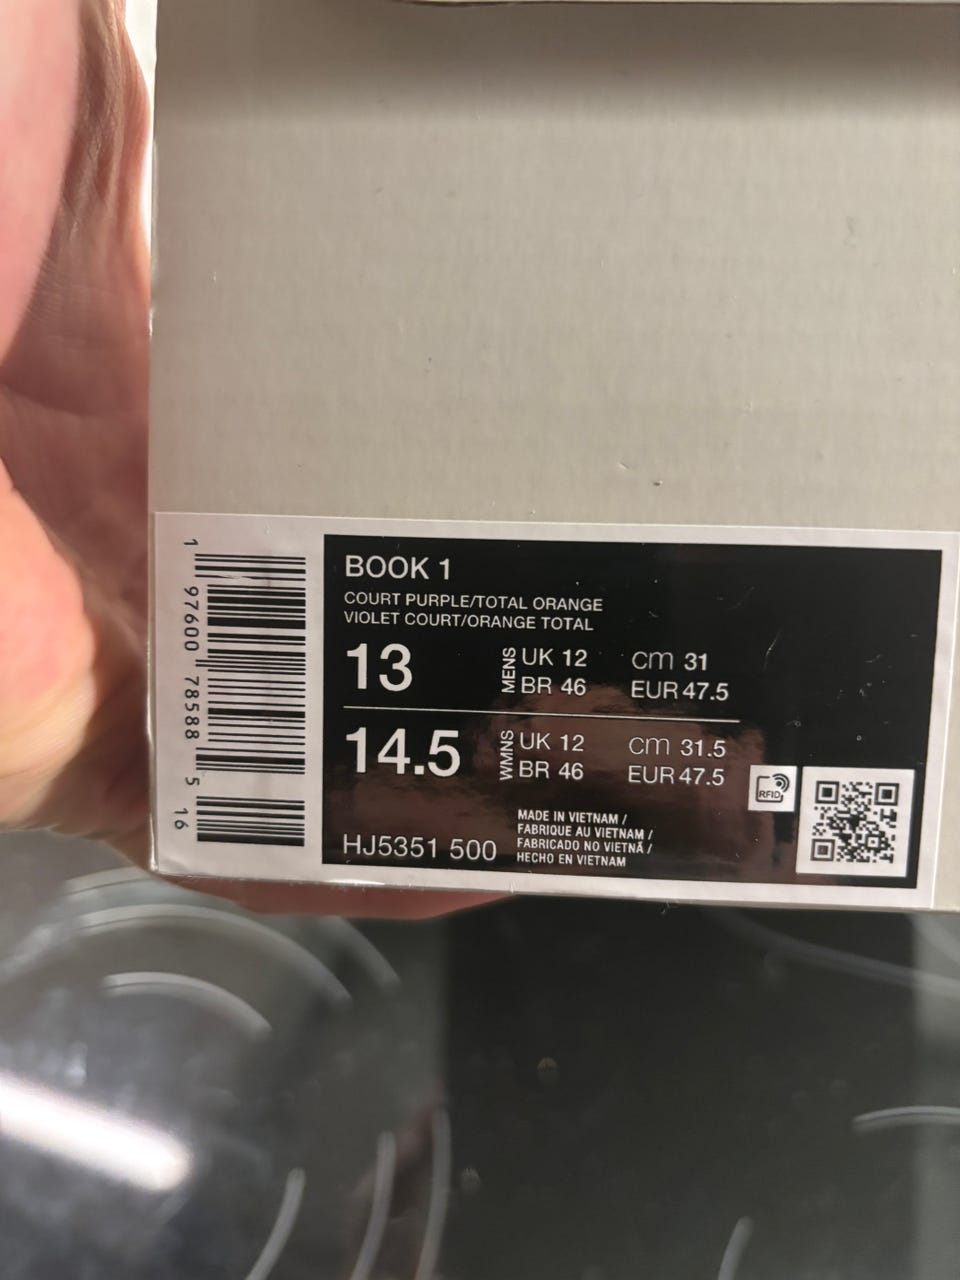 1 97600 78588 5 16
BOOK 1
COURT PURPLE/TOTAL ORANGE
VIOLET COURT/ORANGE TOTAL
13 MENS UK 12 cm 31
BR 46 EUR 47.5
14.5 WMNS UK 12 cm 31.5
BR 46 EUR 47.5
RFID
HJ5351 500
MADE IN VIETNAM /
FABRIQUE AU VIETNAM /
FABRICADO NO VIETNÃ /
HECHO EN VIETNAM